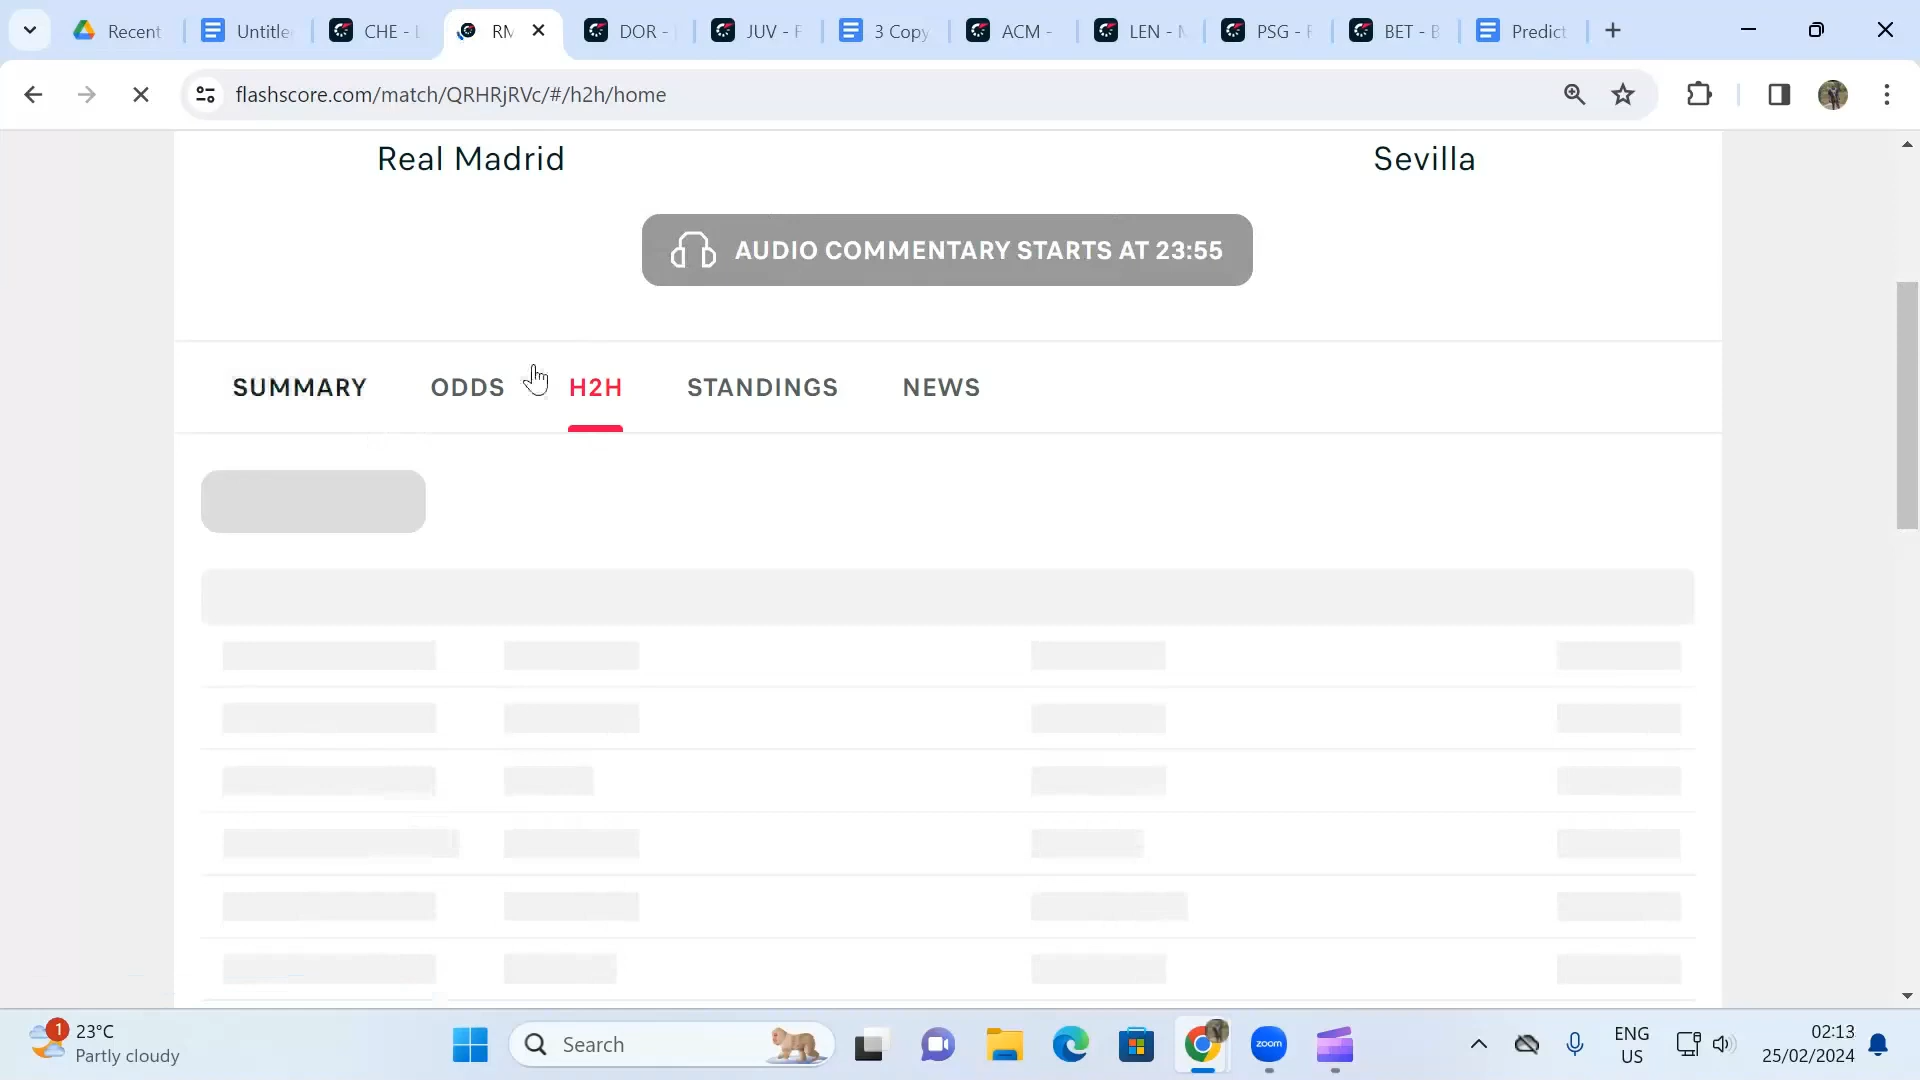 Recent
Untitle
CHE - L
RM
DOR -
JUV - F
3 Copy
ACM -
LEN - M
PSG - R
BET - B
Predict
flashscore.com/match/QRHRjRVc/#/h2h/home
Real Madrid
Sevilla
AUDIO COMMENTARY STARTS AT 23:55
SUMMARY
ODDS
H2H
STANDINGS
NEWS
1
23°C
Partly cloudy
Search
zoom
ENG
US
02:13
25/02/2024